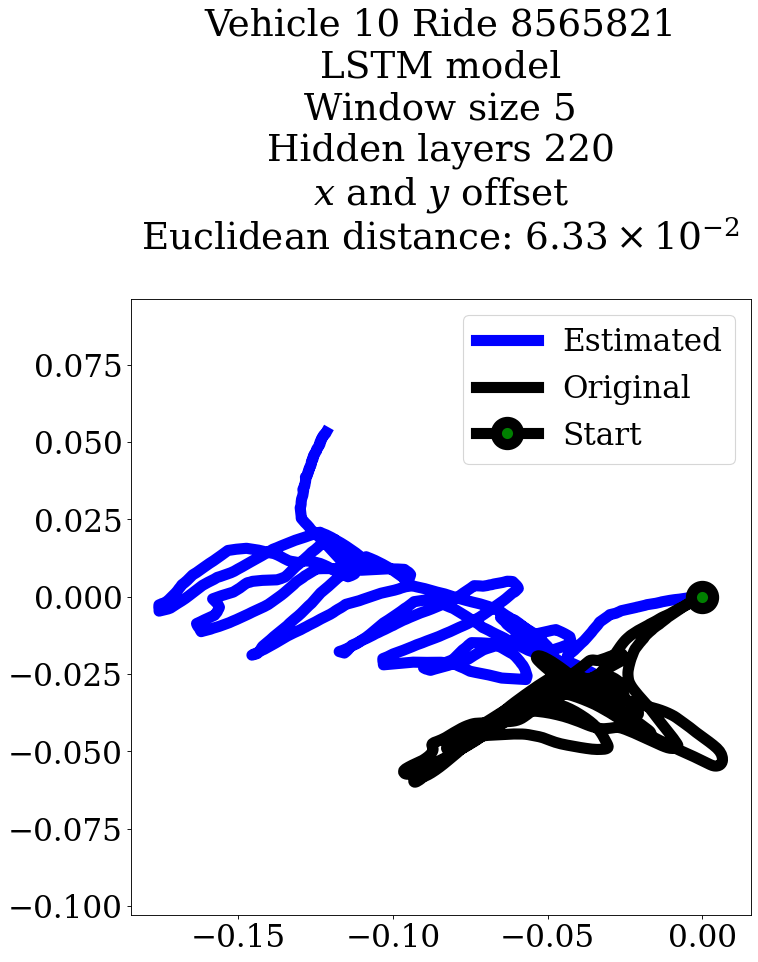 Vehicle 10 Ride 8565821
LSTM model
Window size 5
Hidden layers 220
x and y offset
Euclidean distance: 6.33 × 10⁻²
Estimated
Original
Start
0.075
0.050
0.025
0.000
−0.025
−0.050
−0.075
−0.100
−0.15 −0.10 −0.05 0.00